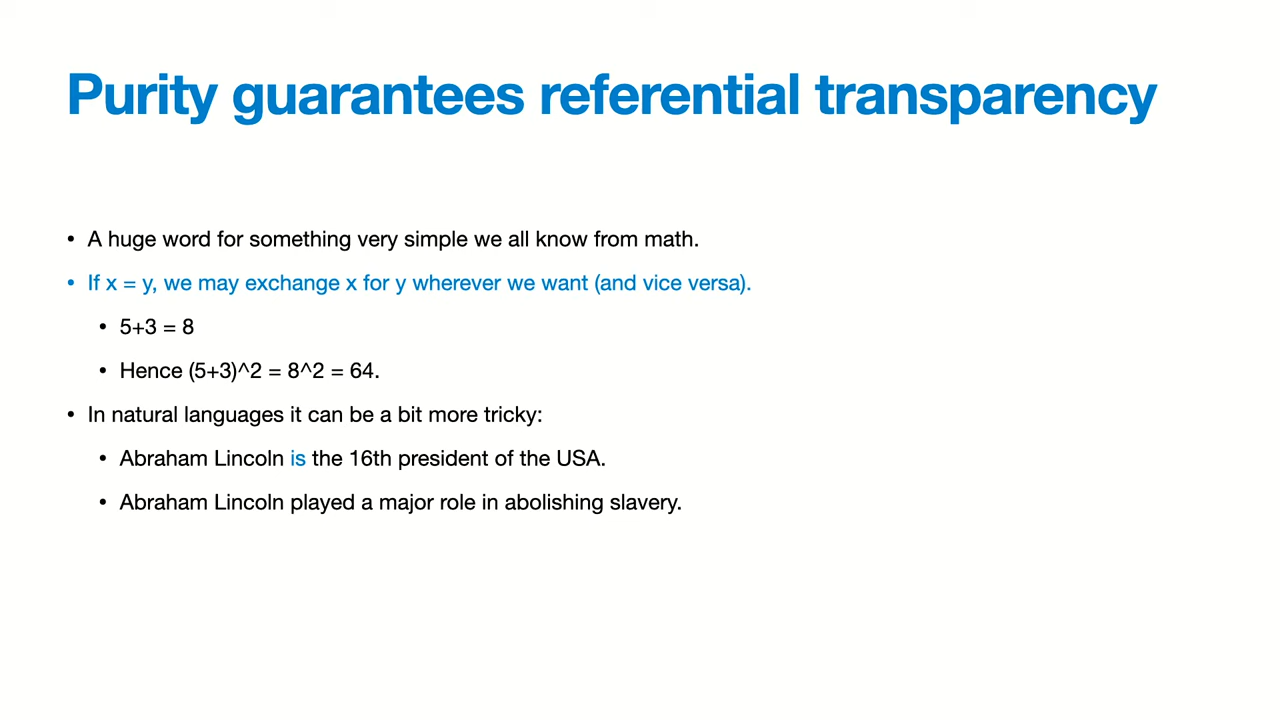 Purity guarantees referential transparency
• A huge word for something very simple we all know from math.
• If x = y, we may exchange x for y wherever we want (and vice versa).
• 5+3 = 8
• Hence (5+3)^2 = 8^2 = 64.
• In natural languages it can be a bit more tricky:
• Abraham Lincoln is the 16th president of the USA.
• Abraham Lincoln played a major role in abolishing slavery.